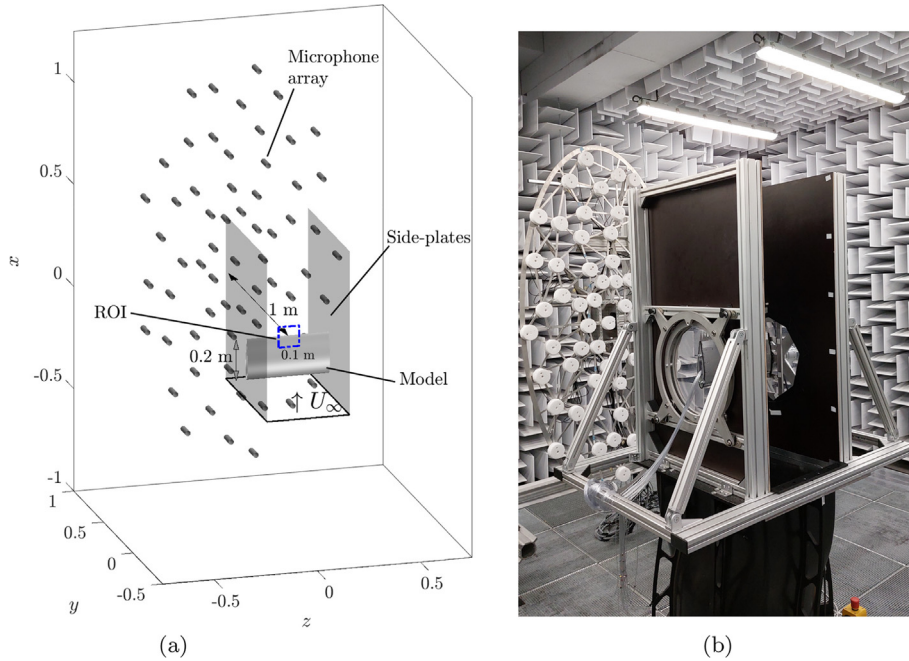 1
0.5
0
-0.5
-1
x
Microphone
array
Side-plates
ROI
1 m
0.2 m
0.1 m
Model
↑ U∞
1
0.5
0
-0.5
y
-0.5
0
0.5
z
(a)
(b)